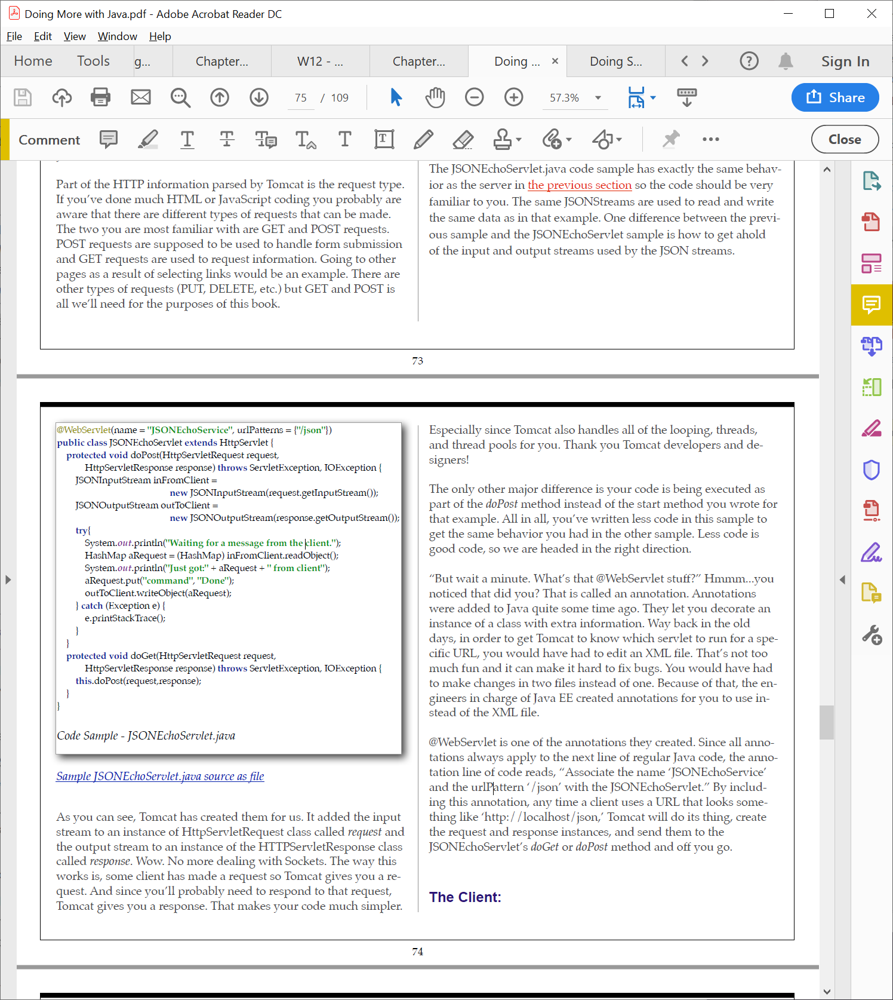 Doing More with Java.pdf - Adobe Acrobat Reader DC
File Edit View Window Help
Home Tools g... Chapter... W12 - ... Chapter... Doing ... × Doing S... Sign In
75 / 109 57.3% Share
Comment Close
Part of the HTTP information parsed by Tomcat is the request type.
If you’ve done much HTML or JavaScript coding you probably are
aware that there are different types of requests that can be made.
The two you are most familiar with are GET and POST requests.
POST requests are supposed to be used to handle form submission
and GET requests are used to request information. Going to other
pages as a result of selecting links would be an example. There are
other types of requests (PUT, DELETE, etc.) but GET and POST is
all we’ll need for the purposes of this book.
The JSONEchoServlet.java code sample has exactly the same behav-
ior as the server in the previous section so the code should be very
familiar to you. The same JSONStreams are used to read and write
the same data as in that example. One difference between the previ-
ous sample and the JSONEchoServlet sample is how to get ahold
of the input and output streams used by the JSON streams.
73
@WebServlet(name = "JSONEchoService", urlPatterns = {"/json"})
public class JSONEchoServlet extends HttpServlet {
protected void doPost(HttpServletRequest request,
HttpServletResponse response) throws ServletException, IOException {
JSONInputStream inFromClient =
new JSONInputStream(request.getInputStream());
JSONOutputStream outToClient =
new JSONOutputStream(response.getOutputStream());
try{
System.out.println("Waiting for a message from the client.");
HashMap aRequest = (HashMap) inFromClient.readObject();
System.out.println("Just got:" + aRequest + " from client");
aRequest.put("command", "Done");
outToClient.writeObject(aRequest);
} catch (Exception e) {
e.printStackTrace();
}
}
protected void doGet(HttpServletRequest request,
HttpServletResponse response) throws ServletException, IOException {
this.doPost(request,response);
}
}
Code Sample - JSONEchoServlet.java
Sample JSONEchoServlet.java source as file
As you can see, Tomcat has created them for us. It added the input
stream to an instance of HttpServletRequest class called request and
the output stream to an instance of the HTTPServletResponse class
called response. Wow. No more dealing with Sockets. The way this
works is, some client has made a request so Tomcat gives you a re-
quest. And since you’ll probably need to respond to that request,
Tomcat gives you a response. That makes your code much simpler.
Especially since Tomcat also handles all of the looping, threads,
and thread pools for you. Thank you Tomcat developers and de-
signers!
The only other major difference is your code is being executed as
part of the doPost method instead of the start method you wrote for
that example. All in all, you’ve written less code in this sample to
get the same behavior you had in the other sample. Less code is
good code, so we are headed in the right direction.
“But wait a minute. What’s that @WebServlet stuff?” Hmmm...you
noticed that did you? That is called an annotation. Annotations
were added to Java quite some time ago. They let you decorate an
instance of a class with extra information. Way back in the old
days, in order to get Tomcat to know which servlet to run for a spe-
cific URL, you would have had to edit an XML file. That’s not too
much fun and it can make it hard to fix bugs. You would have had
to make changes in two files instead of one. Because of that, the en-
gineers in charge of Java EE created annotations for you to use in-
stead of the XML file.
@WebServlet is one of the annotations they created. Since all anno-
tations always apply to the next line of regular Java code, the anno-
tation line of code reads, “Associate the name ‘JSONEchoService’
and the urlPattern ‘/json’ with the JSONEchoServlet.” By includ-
ing this annotation, any time a client uses a URL that looks some-
thing like ‘http://localhost/json,’ Tomcat will do its thing, create
the request and response instances, and send them to the
JSONEchoServlet’s doGet or doPost method and off you go.
The Client:
74